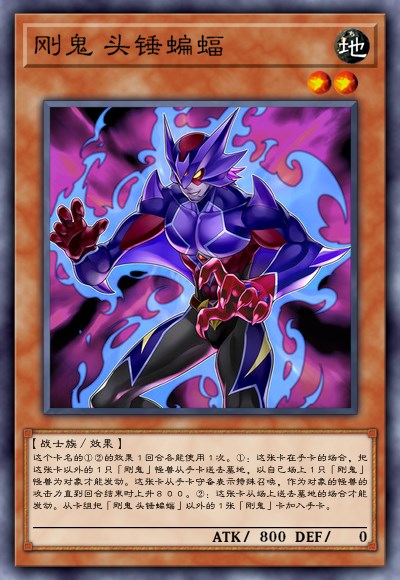 刚鬼 头锤蝙蝠
地
【战士族/效果】
这个卡名的①②的效果1回合各能使用1次。①:这张卡在手卡的场合,把
这张卡以外的1只「刚鬼」怪兽从手卡送去墓地,以自己场上1只「刚鬼」
怪兽为对象才能发动。这张卡从手卡守备表示特殊召唤,作为对象的怪兽的
攻击力直到回合结束时上升800。②:这张卡从场上送去墓地的场合才能
发动。从卡组把「刚鬼 头锤蝙蝠」以外的1张「刚鬼」卡加入手卡。
ATK/ 800 DEF/ 0